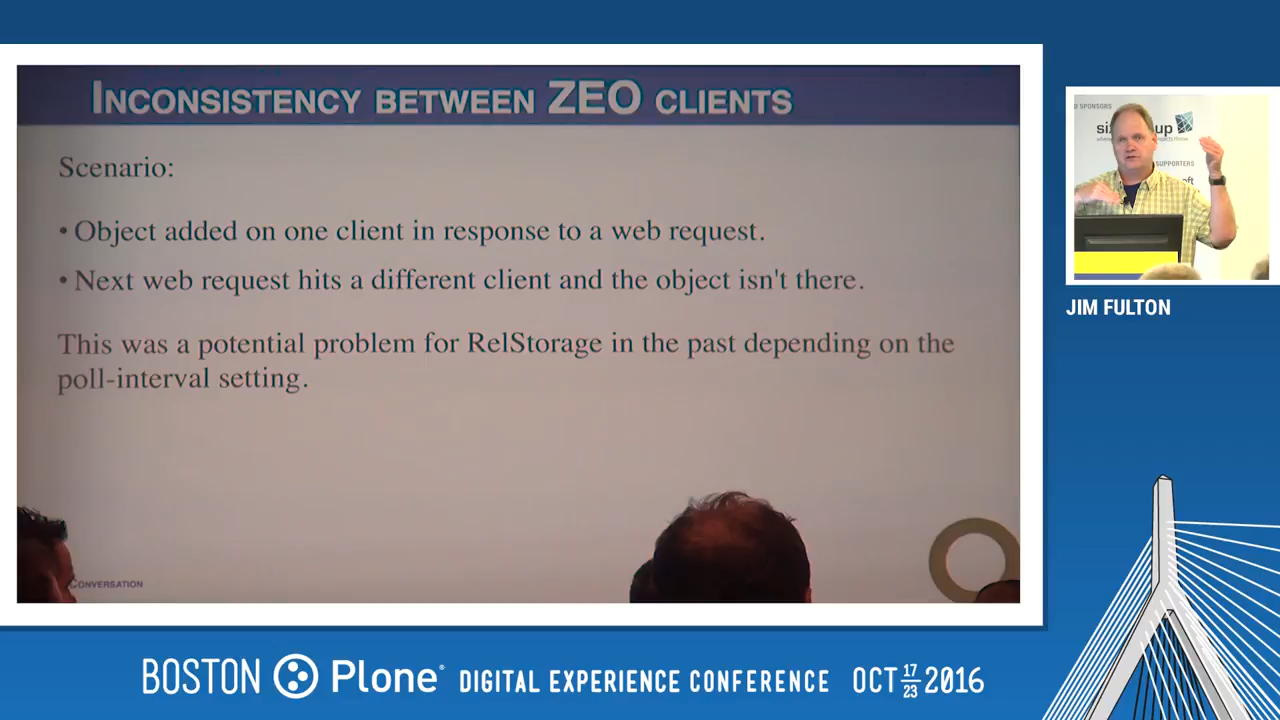 INCONSISTENCY BETWEEN ZEO CLIENTS
Scenario:
• Object added on one client in response to a web request.
• Next web request hits a different client and the object isn't there.
This was a potential problem for RelStorage in the past depending on the
poll-interval setting.
CONVERSATION
SPONSORS
SUPPORTERS
JIM FULTON
BOSTON Plone® DIGITAL EXPERIENCE CONFERENCE OCT 17 23 2016